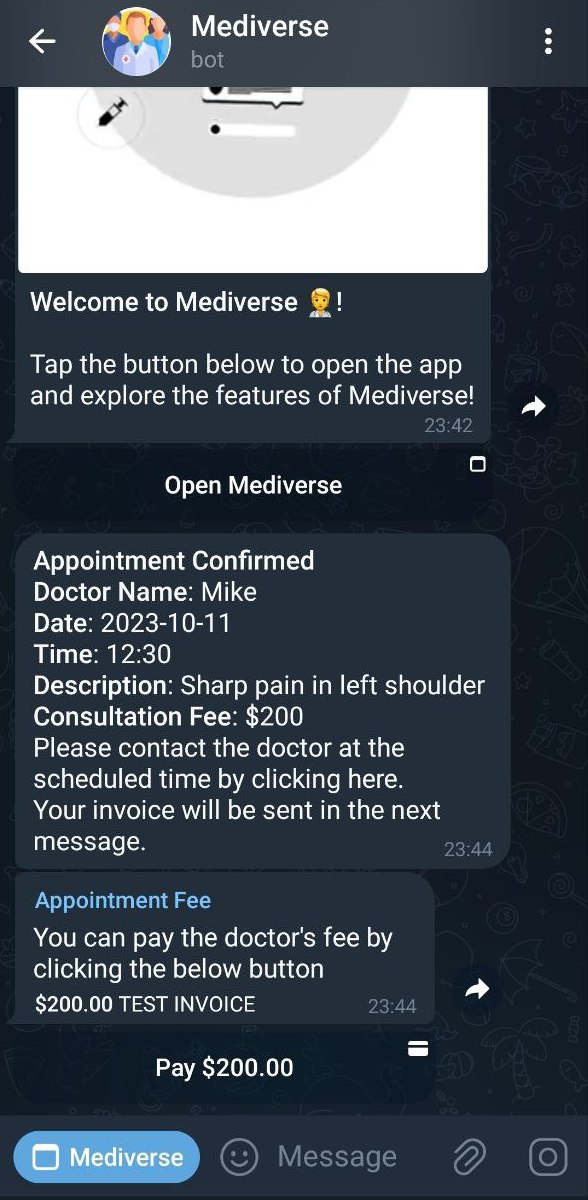 Mediverse
bot
Welcome to Mediverse 🧑‍⚕️!
Tap the button below to open the app
and explore the features of Mediverse!
23:42
Open Mediverse
Appointment Confirmed
Doctor Name: Mike
Date: 2023-10-11
Time: 12:30
Description: Sharp pain in left shoulder
Consultation Fee: $200
Please contact the doctor at the
scheduled time by clicking here.
Your invoice will be sent in the next
message.
23:44
Appointment Fee
You can pay the doctor's fee by
clicking the below button
$200.00 TEST INVOICE
23:44
Pay $200.00
Mediverse
Message